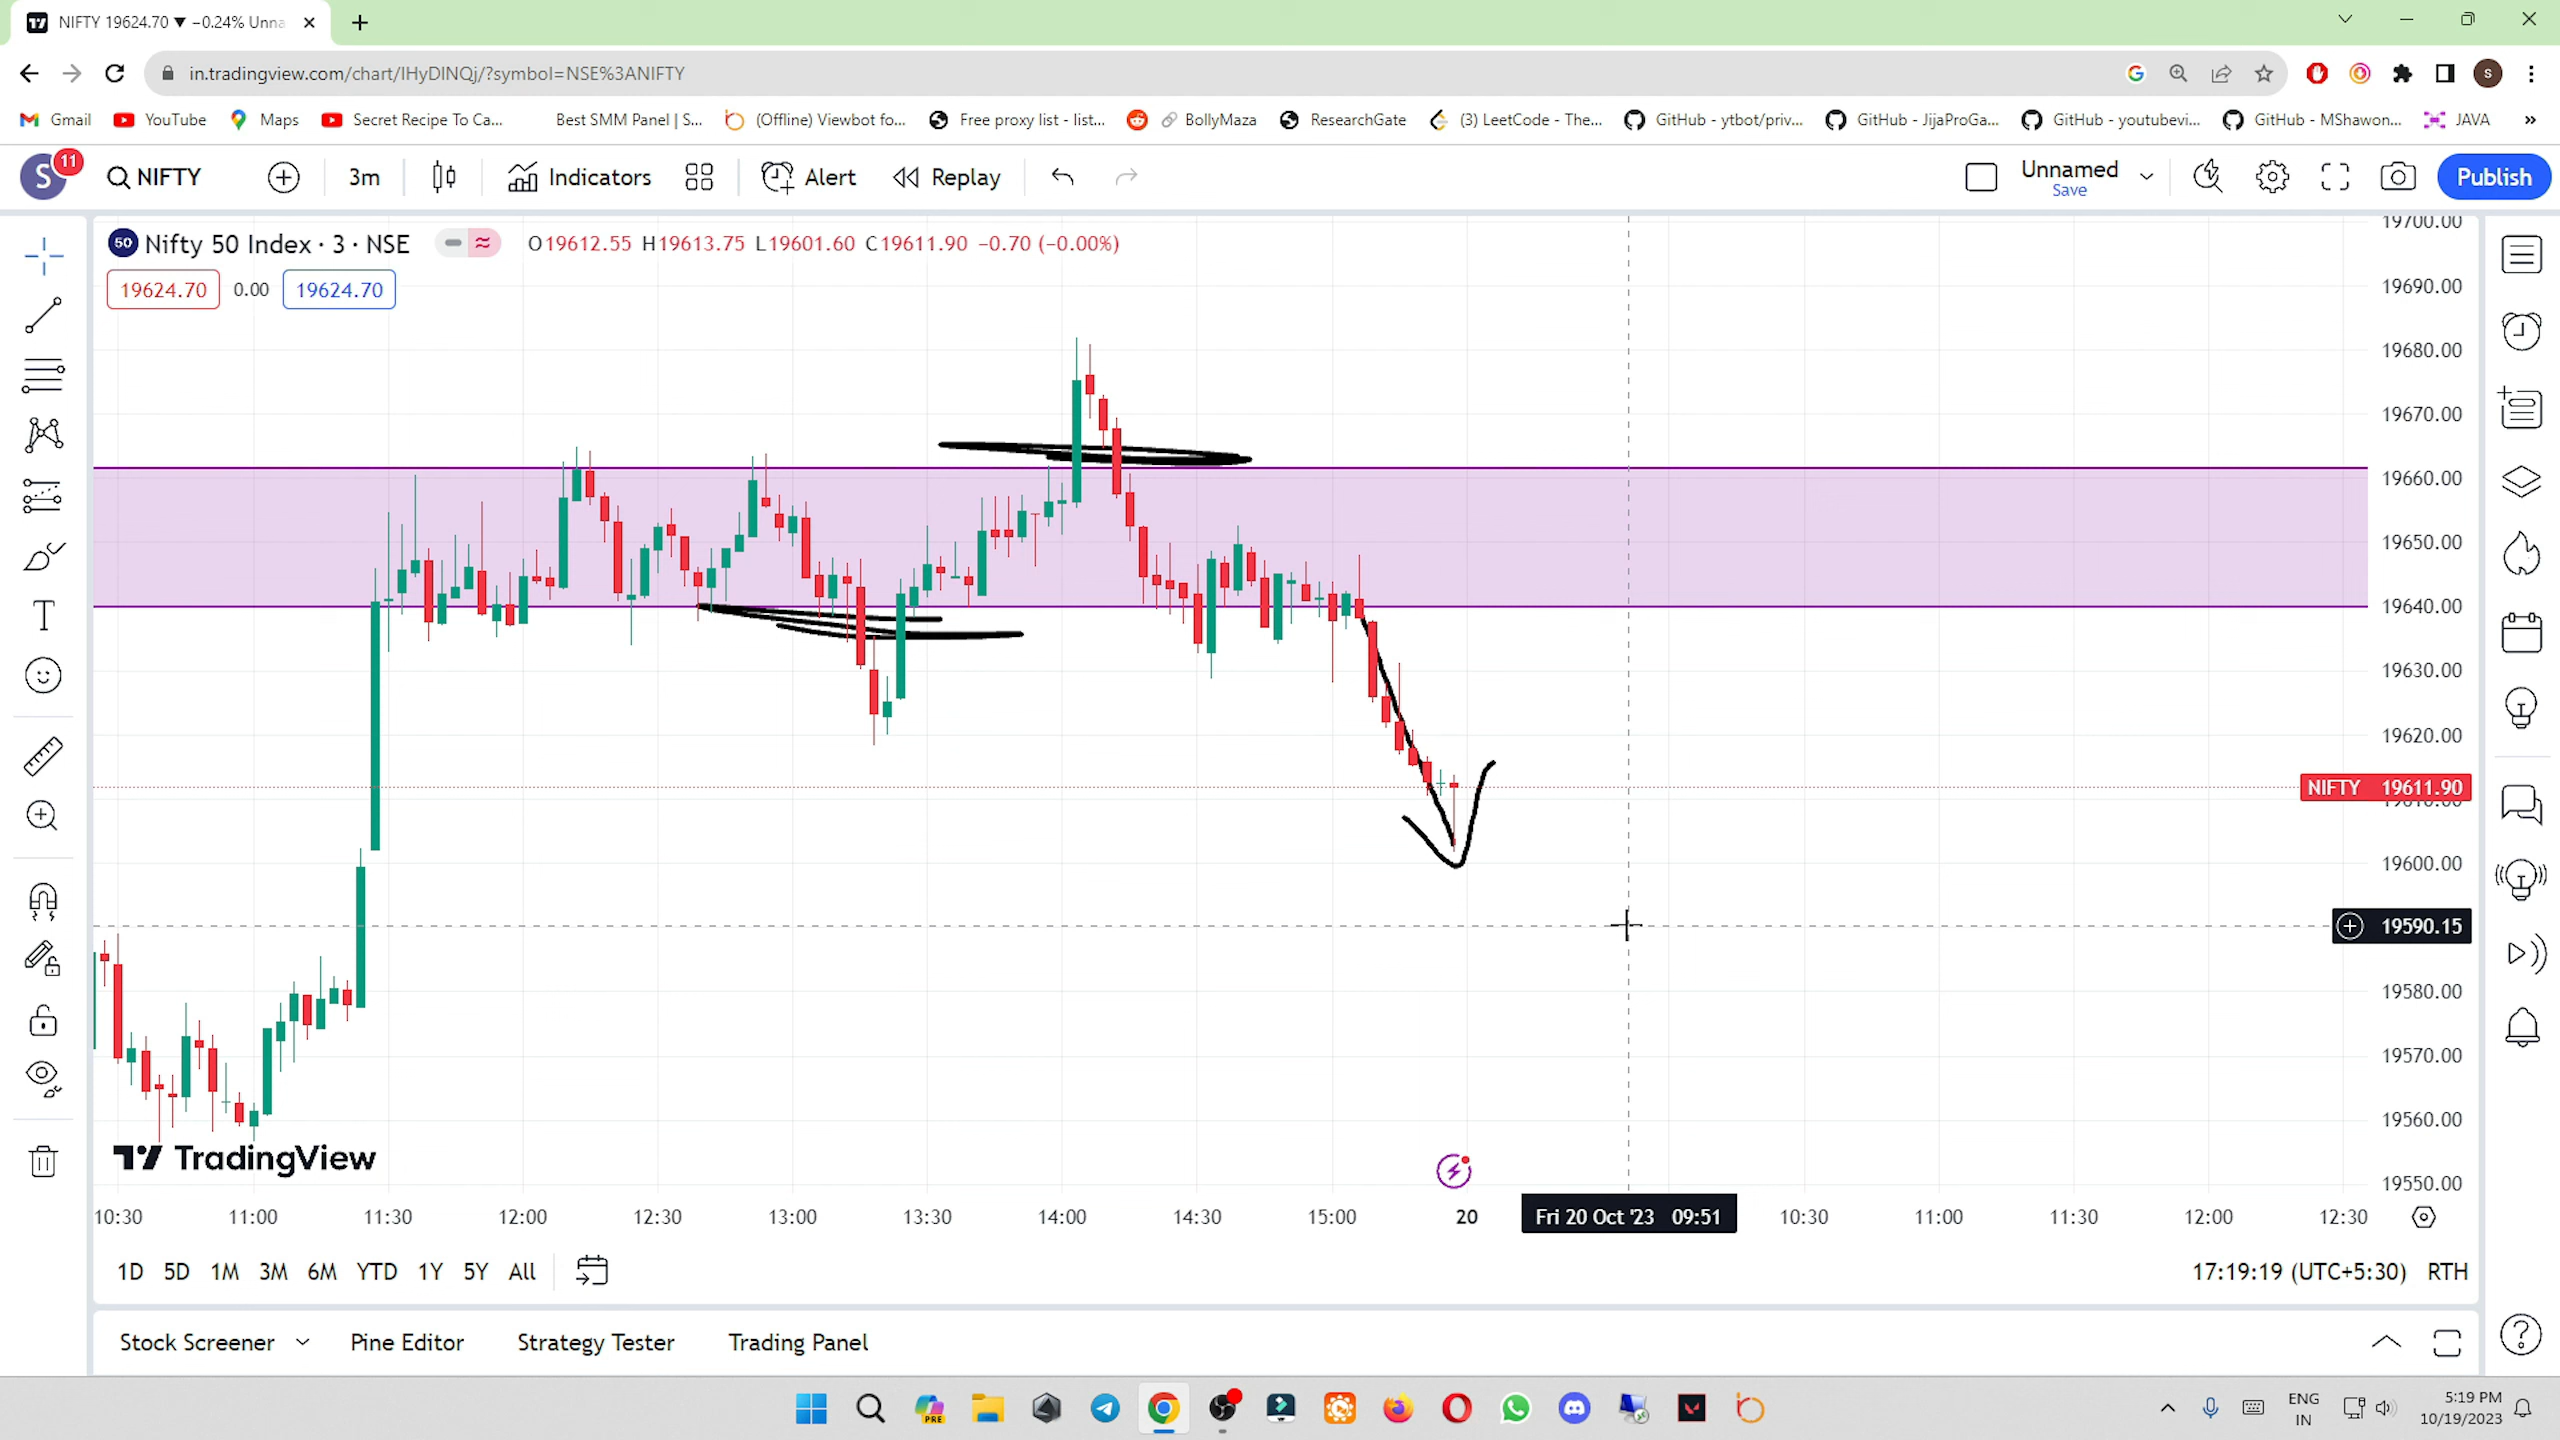 NIFTY 19624.70 ▼ −0.24% Unna
in.tradingview.com/chart/IHyDINQj/?symbol=NSE%3ANIFTY
S
Gmail YouTube Maps Secret Recipe To Ca... Best SMM Panel | S... (Offline) Viewbot fo... Free proxy list - list... BollyMaza ResearchGate (3) LeetCode - The... GitHub - ytbot/priv... GitHub - JijaProGa... GitHub - youtubevi... GitHub - MShawon... JAVA »
S 11 NIFTY 3m Indicators Alert Replay Unnamed Save Publish
50 Nifty 50 Index · 3 · NSE O19612.55 H19613.75 L19601.60 C19611.90 −0.70 (−0.00%)
19624.70 0.00 19624.70
19700.00
19690.00
19680.00
19670.00
19660.00
19650.00
19640.00
19630.00
19620.00
NIFTY 19611.90
19610.00
19600.00
19590.15
19580.00
19570.00
19560.00
19550.00
TradingView
10:30 11:00 11:30 12:00 12:30 13:00 13:30 14:00 14:30 15:00 20 Fri 20 Oct '23 09:51 10:30 11:00 11:30 12:00 12:30
1D 5D 1M 3M 6M YTD 1Y 5Y All 17:19:19 (UTC+5:30) RTH
Stock Screener Pine Editor Strategy Tester Trading Panel
PRE
ENG
IN
5:19 PM
10/19/2023